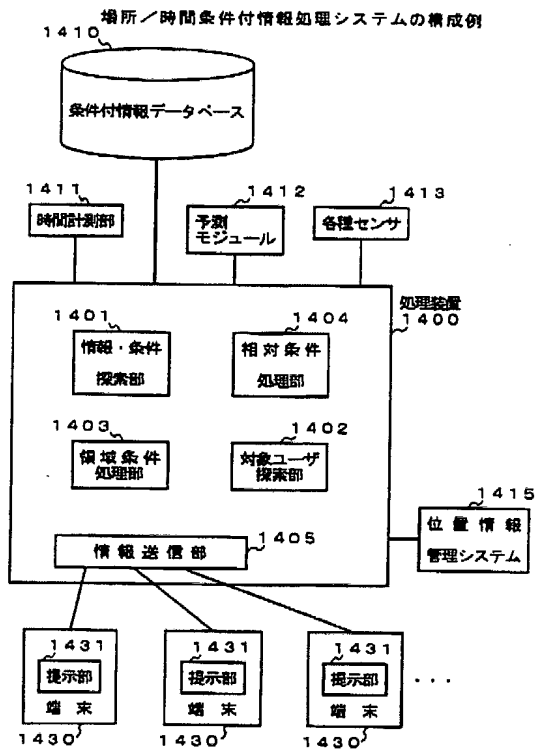 場所／時間条件付情報処理システムの構成例
1410
条件付情報データベース
1411
時間計測部
1412
予測
モジュール
1413
各種センサ
処理装置
1400
1401
情報・条件
探索部
1404
相対条件
処理部
1403
領域条件
処理部
1402
対象ユーザ
探索部
1415
位置情報
管理システム
情報送信部
1405
1431
提示部
端末
1430
1431
提示部
端末
1430
1431
提示部
端末
1430
・・・